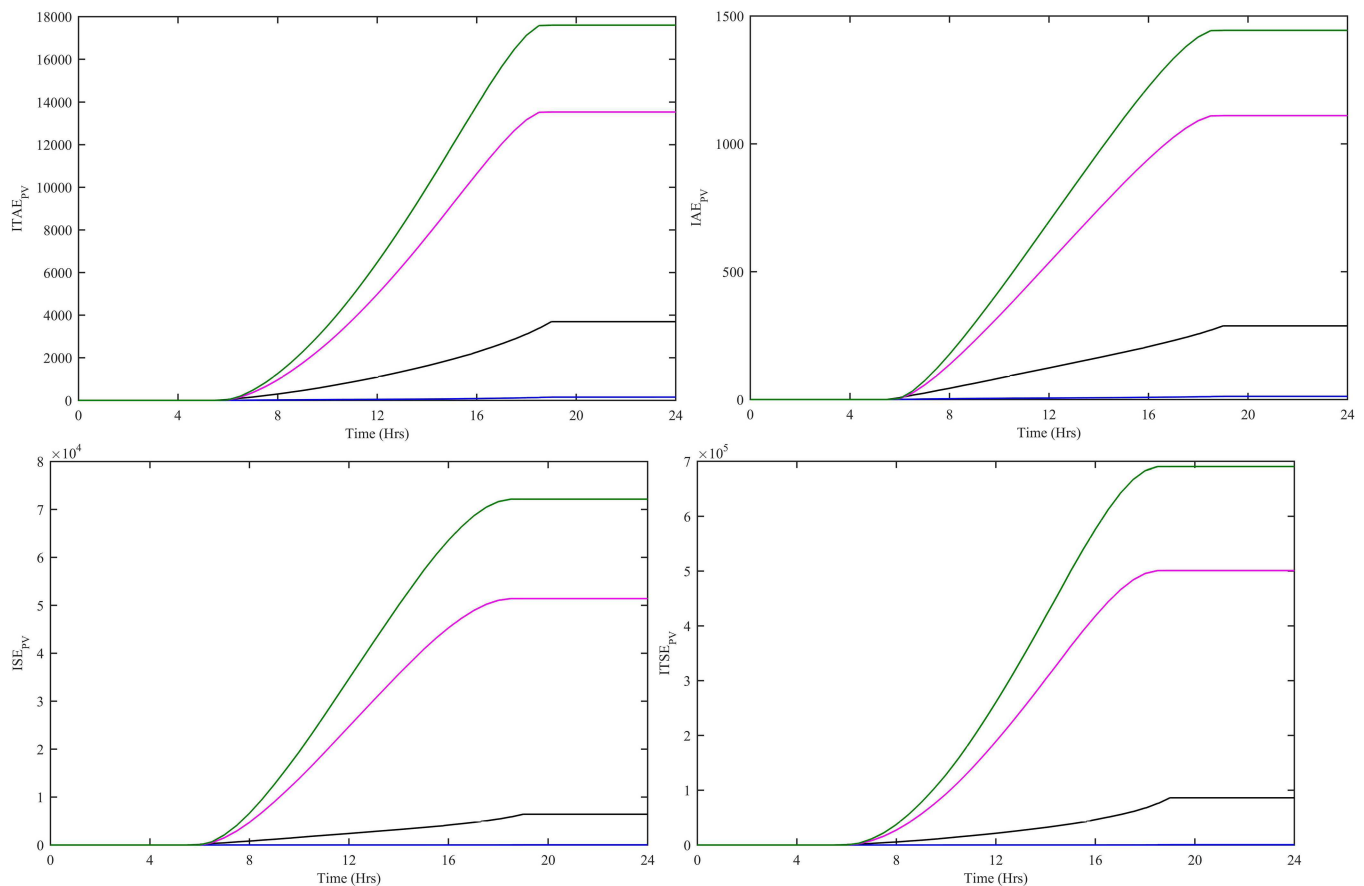 18000
16000
14000
12000
10000
8000
6000
4000
2000
0
ITAE_PV
0 4 8 12 16 20 24
Time (Hrs)
1500
1000
500
0
IAE_PV
0 4 8 12 16 20 24
Time (Hrs)
×10^4
8
7
6
5
4
3
2
1
0
ISE_PV
0 4 8 12 16 20 24
Time (Hrs)
×10^5
7
6
5
4
3
2
1
0
ITSE_PV
0 4 8 12 16 20 24
Time (Hrs)